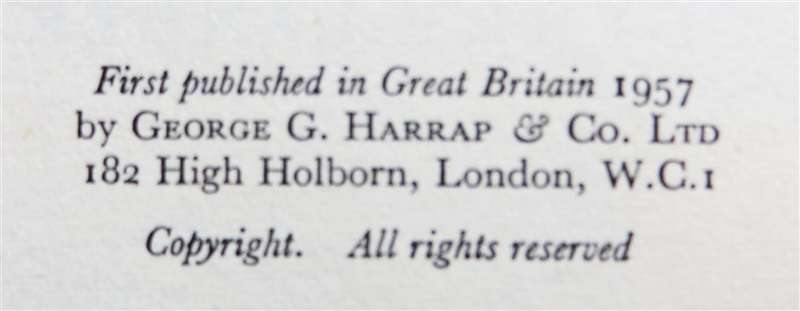 First published in Great Britain 1957
by GEORGE G. HARRAP & CO. LTD
182 High Holborn, London, W.C.1
Copyright. All rights reserved